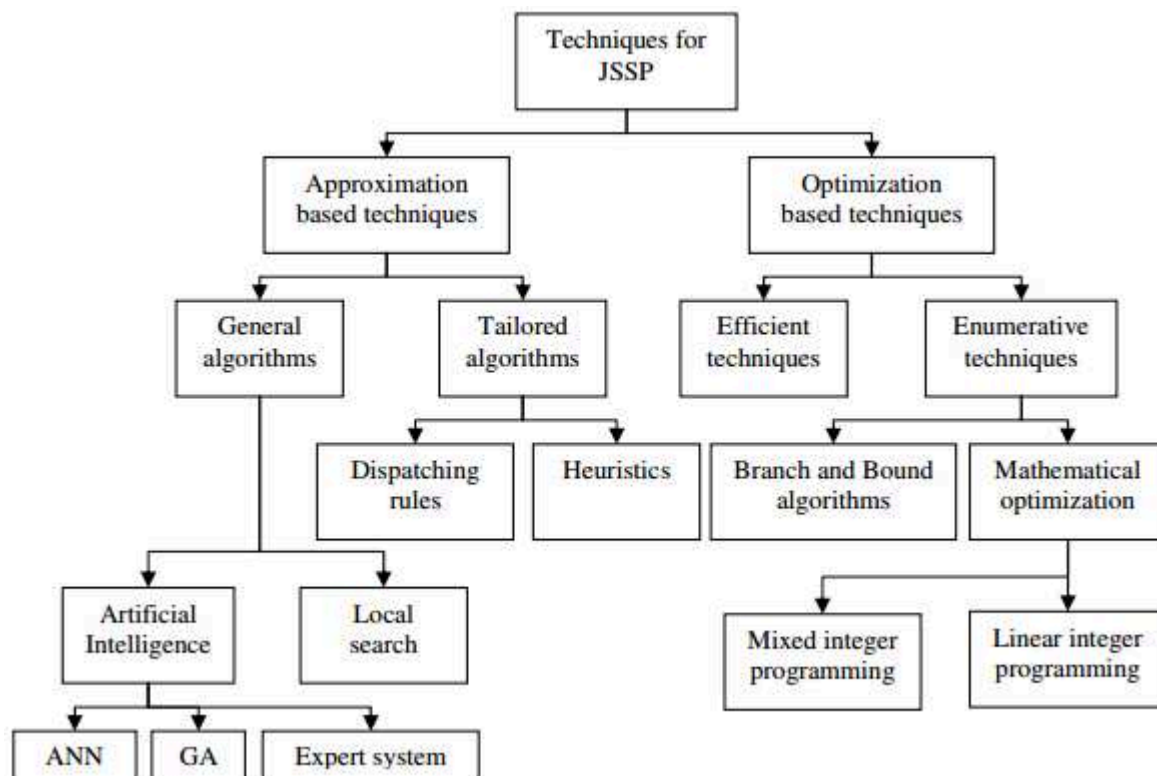 Techniques for
JSSP
Approximation
based techniques
Optimization
based techniques
General
algorithms
Tailored
algorithms
Efficient
techniques
Enumerative
techniques
Dispatching
rules
Heuristics
Branch and Bound
algorithms
Mathematical
optimization
Artificial
Intelligence
Local
search
Mixed integer
programming
Linear integer
programming
ANN
GA
Expert system